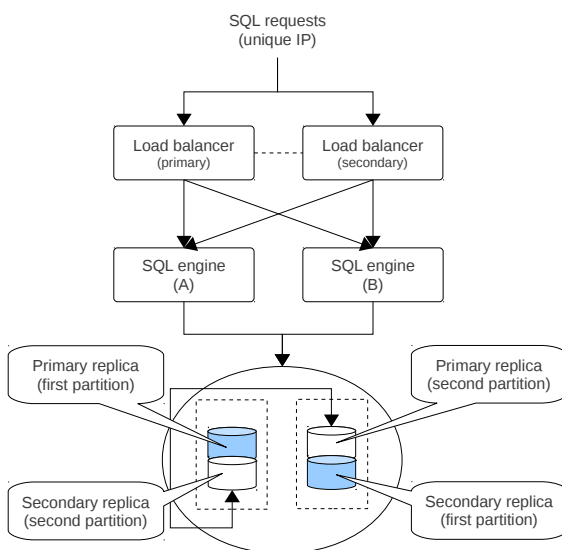 SQL requests
(unique IP)
Load balancer
(primary)
Load balancer
(secondary)
SQL engine
(A)
SQL engine
(B)
Primary replica
(first partition)
Primary replica
(second partition)
Secondary replica
(second partition)
Secondary replica
(first partition)